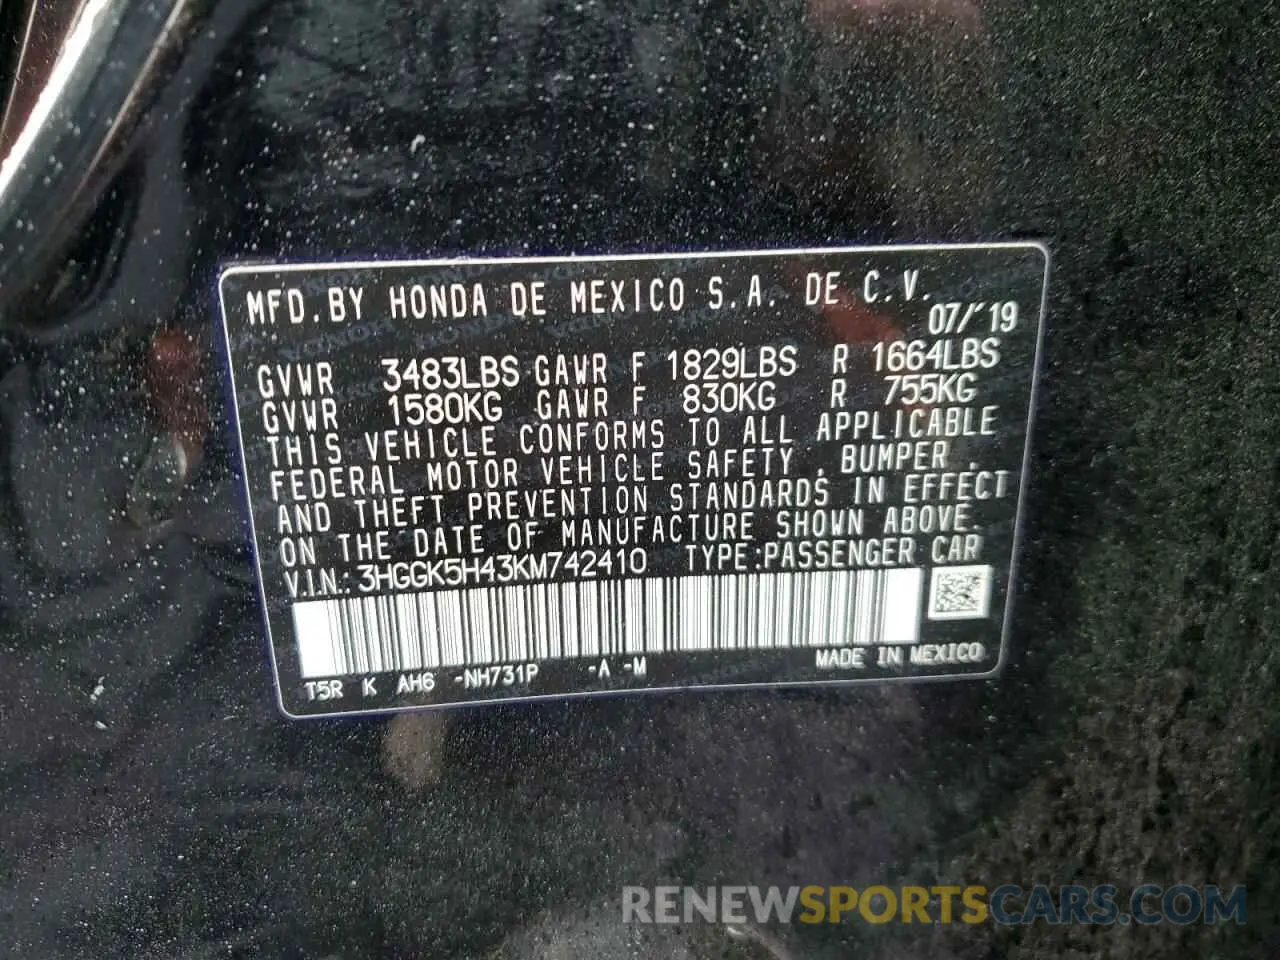 MFD. BY HONDA DE MEXICO S.A. DE C.V.
07/'19
GVWR 3483LBS GAWR F 1829LBS R 1664LBS
GVWR 1580KG GAWR F 830KG R 755KG
THIS VEHICLE CONFORMS TO ALL APPLICABLE
FEDERAL MOTOR VEHICLE SAFETY , BUMPER ,
AND THEFT PREVENTION STANDARDS IN EFFECT
ON THE DATE OF MANUFACTURE SHOWN ABOVE.
V.IN.: 3HGGK5H43KM742410 TYPE:PASSENGER CAR
MADE IN MEXICO
T5R K AH6 -NH731P -A -M
RENEWSPORTSCARS.COM